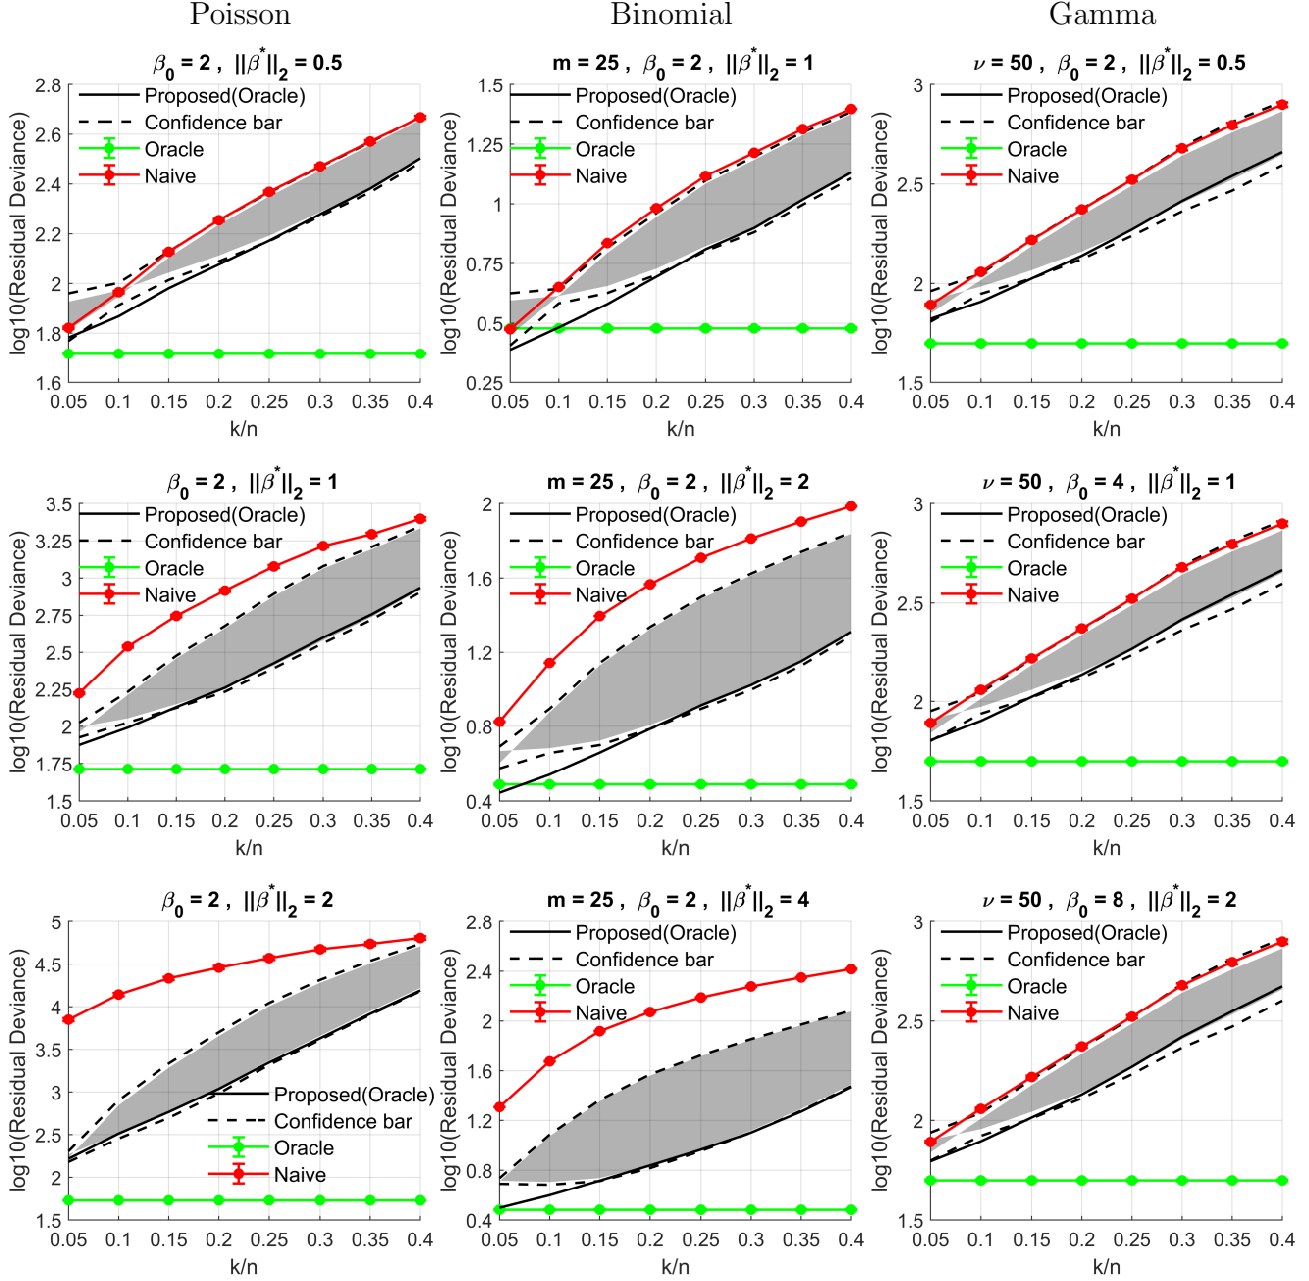 Poisson Binomial Gamma
β0 = 2 , ||β*||2 = 0.5
2.8
2.6
2.4
2.2
2
1.8
1.6
log10(Residual Deviance)
Proposed(Oracle)
Confidence bar
Oracle
Naive
0.05 0.1 0.15 0.2 0.25 0.3 0.35 0.4
k/n
m = 25 , β0 = 2 , ||β*||2 = 1
1.5
1.25
1
0.75
0.5
0.25
log10(Residual Deviance)
Proposed(Oracle)
Confidence bar
Oracle
Naive
0.05 0.1 0.15 0.2 0.25 0.3 0.35 0.4
k/n
ν = 50 , β0 = 2 , ||β*||2 = 0.5
3
2.5
2
1.5
log10(Residual Deviance)
Proposed(Oracle)
Confidence bar
Oracle
Naive
0.05 0.1 0.15 0.2 0.25 0.3 0.35 0.4
k/n
β0 = 2 , ||β*||2 = 1
3.5
3.25
3
2.75
2.5
2.25
2
1.75
1.5
log10(Residual Deviance)
Proposed(Oracle)
Confidence bar
Oracle
Naive
0.05 0.1 0.15 0.2 0.25 0.3 0.35 0.4
k/n
m = 25 , β0 = 2 , ||β*||2 = 2
2
1.6
1.2
0.8
0.4
log10(Residual Deviance)
Proposed(Oracle)
Confidence bar
Oracle
Naive
0.05 0.1 0.15 0.2 0.25 0.3 0.35 0.4
k/n
ν = 50 , β0 = 4 , ||β*||2 = 1
3
2.5
2
1.5
log10(Residual Deviance)
Proposed(Oracle)
Confidence bar
Oracle
Naive
0.05 0.1 0.15 0.2 0.25 0.3 0.35 0.4
k/n
β0 = 2 , ||β*||2 = 2
5
4.5
4
3.5
3
2.5
2
1.5
log10(Residual Deviance)
Proposed(Oracle)
Confidence bar
Oracle
Naive
0.05 0.1 0.15 0.2 0.25 0.3 0.35 0.4
k/n
m = 25 , β0 = 2 , ||β*||2 = 4
2.8
2.4
2
1.6
1.2
0.8
0.4
log10(Residual Deviance)
Proposed(Oracle)
Confidence bar
Oracle
Naive
0.05 0.1 0.15 0.2 0.25 0.3 0.35 0.4
k/n
ν = 50 , β0 = 8 , ||β*||2 = 2
3
2.5
2
1.5
log10(Residual Deviance)
Proposed(Oracle)
Confidence bar
Oracle
Naive
0.05 0.1 0.15 0.2 0.25 0.3 0.35 0.4
k/n